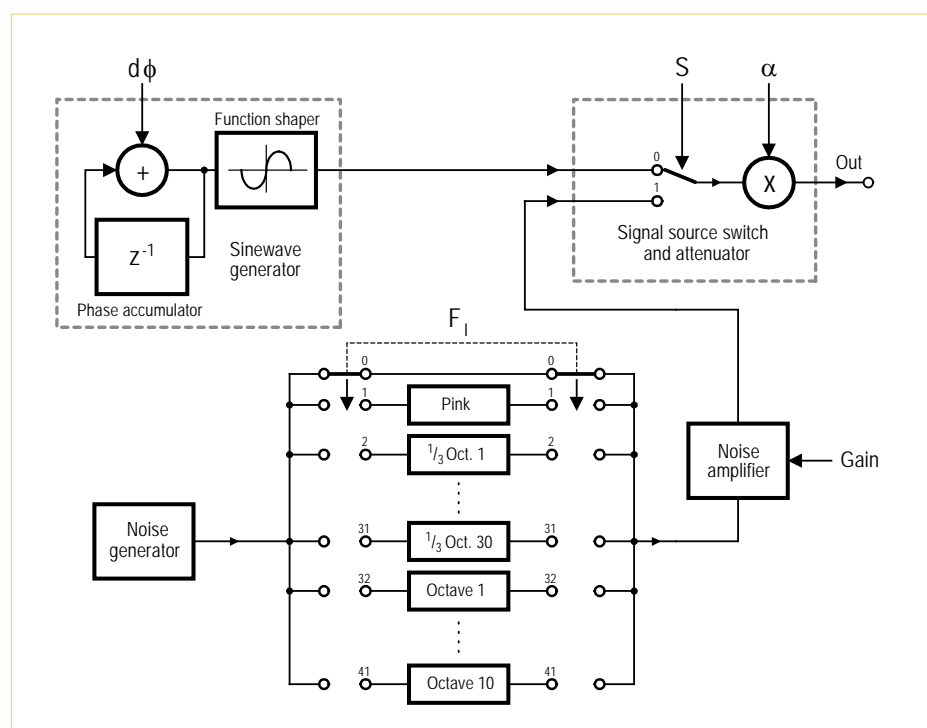 dϕ
S
α
Function shaper
Out
0
1
+
X
Z⁻¹
Sinewave
generator
Signal source switch
and attenuator
Phase accumulator
F_I
0
0
1
Pink
1
2
1/3 Oct. 1
2
Noise
amplifier
Gain
Noise
generator
31
1/3 Oct. 30
31
32
Octave 1
32
41
Octave 10
41